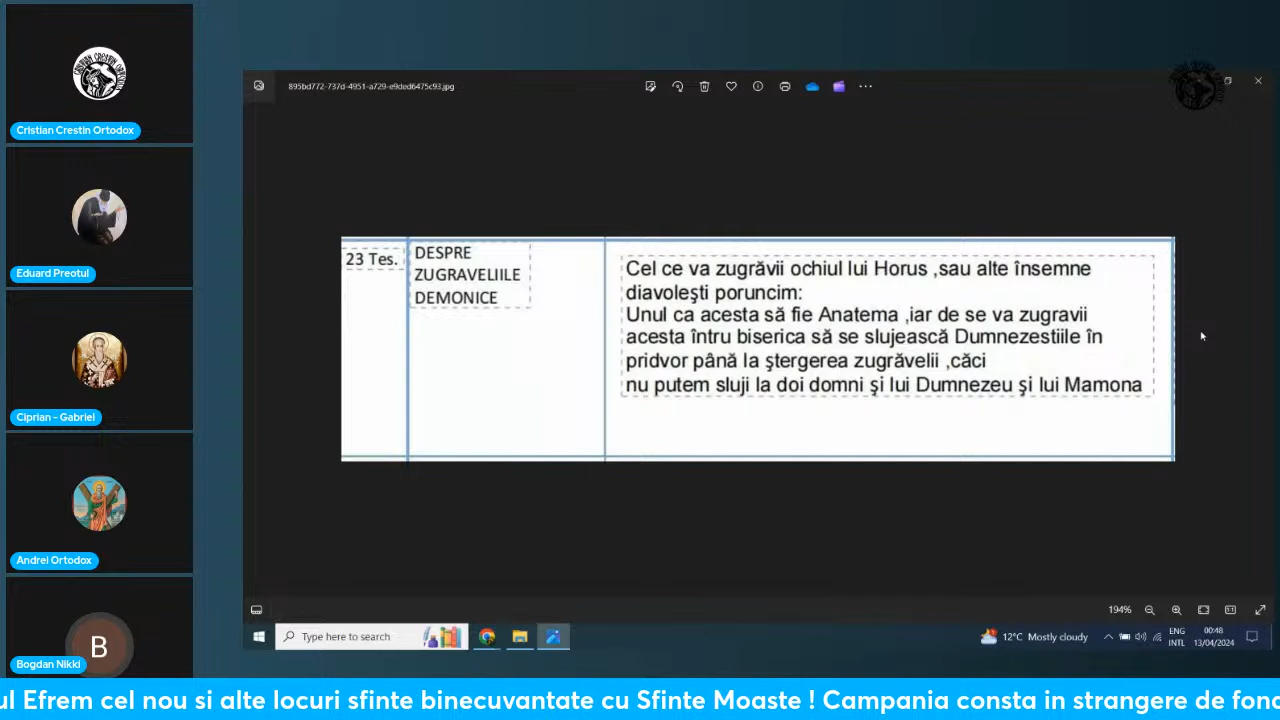 Cristian Crestin Ortodox
Eduard Preotul
Ciprian - Gabriel
Andrei Ortodox
B
Bogdan Nikki
895bd772-737d-4951-a729-e9ded6475c93.jpg
23 Tes.
DESPRE
ZUGRAVELIILE
DEMONICE
Cel ce va zugrăvii ochiul lui Horus ,sau alte însemne
diavoleşti poruncim:
Unul ca acesta să fie Anatema ,iar de se va zugravii
acesta întru biserica să se slujească Dumnezestiile în
pridvor până la ştergerea zugrăvelii ,căci
nu putem sluji la doi domni şi lui Dumnezeu şi lui Mamona
194%
Type here to search
12°C Mostly cloudy
ENG
INTL
00:48
13/04/2024
ul Efrem cel nou si alte locuri sfinte binecuvantate cu Sfinte Moaste ! Campania consta in strangere de fond